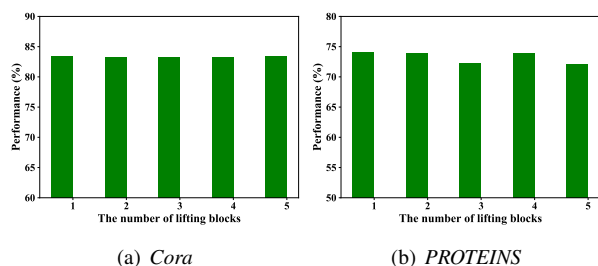 90
85
80
75
70
65
60
Performance (%)
1 2 3 4 5
The number of lifting blocks
(a) Cora
80
75
70
65
60
55
50
Performance (%)
1 2 3 4 5
The number of lifting blocks
(b) PROTEINS